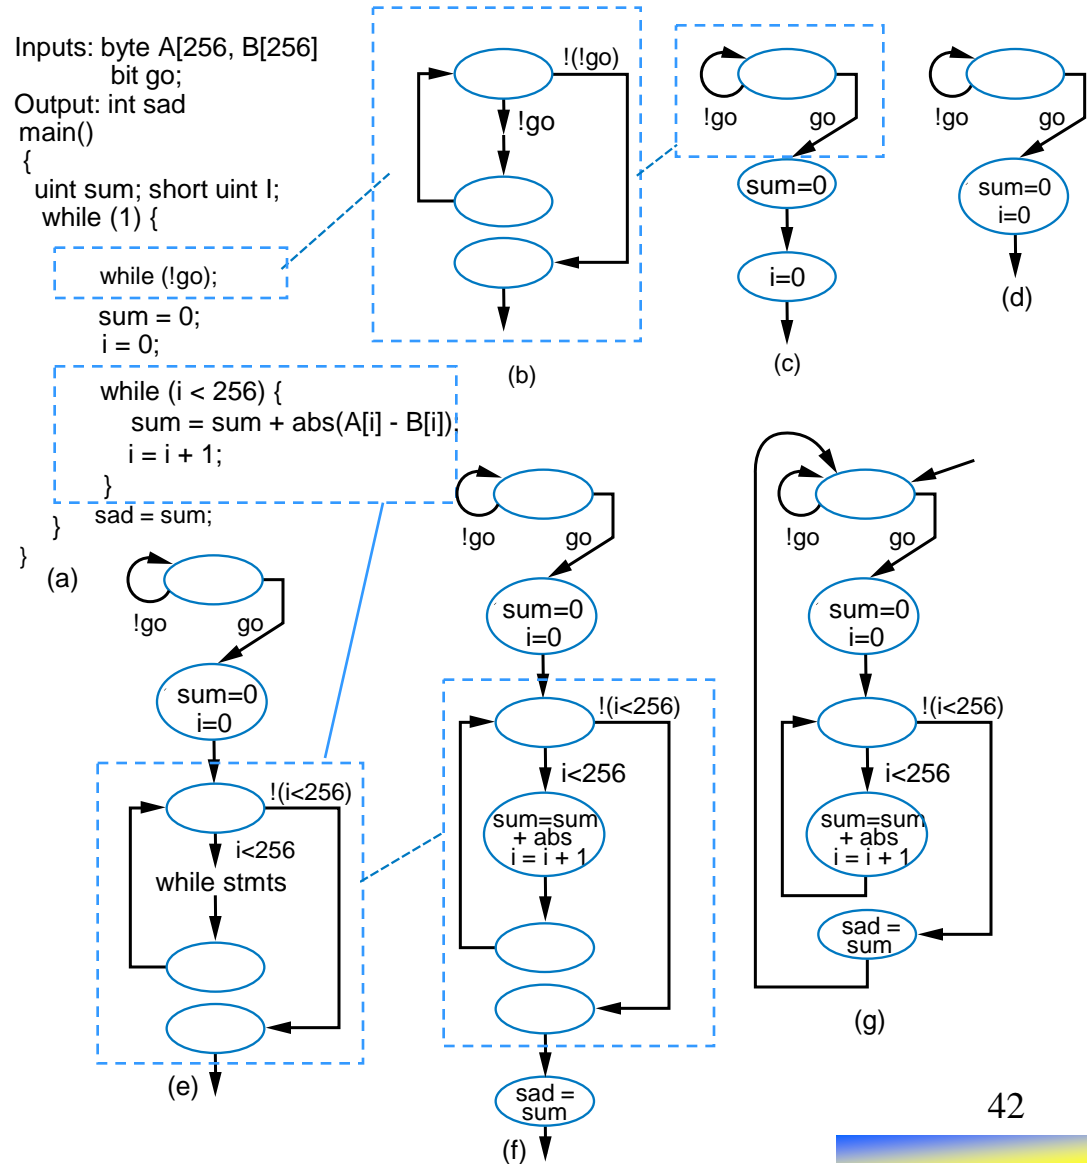 Inputs: byte A[256, B[256]
bit go;
Output: int sad
main()
{
uint sum; short uint I;
while (1) {
while (!go);
sum = 0;
i = 0;
while (i < 256) {
sum = sum + abs(A[i] - B[i]).
i = i + 1;
}
sad = sum;
}
}
(a)
!(!go)
!go
(b)
!go
go
sum=0
i=0
(c)
!go
go
sum=0
i=0
(d)
!go
go
sum=0
i=0
!(i<256)
i<256
while stmts
(e)
!go
go
sum=0
i=0
!(i<256)
i<256
sum=sum
+ abs
i = i + 1
sad =
sum
(f)
!go
go
sum=0
i=0
!(i<256)
i<256
sum=sum
+ abs
i = i + 1
sad =
sum
(g)
42